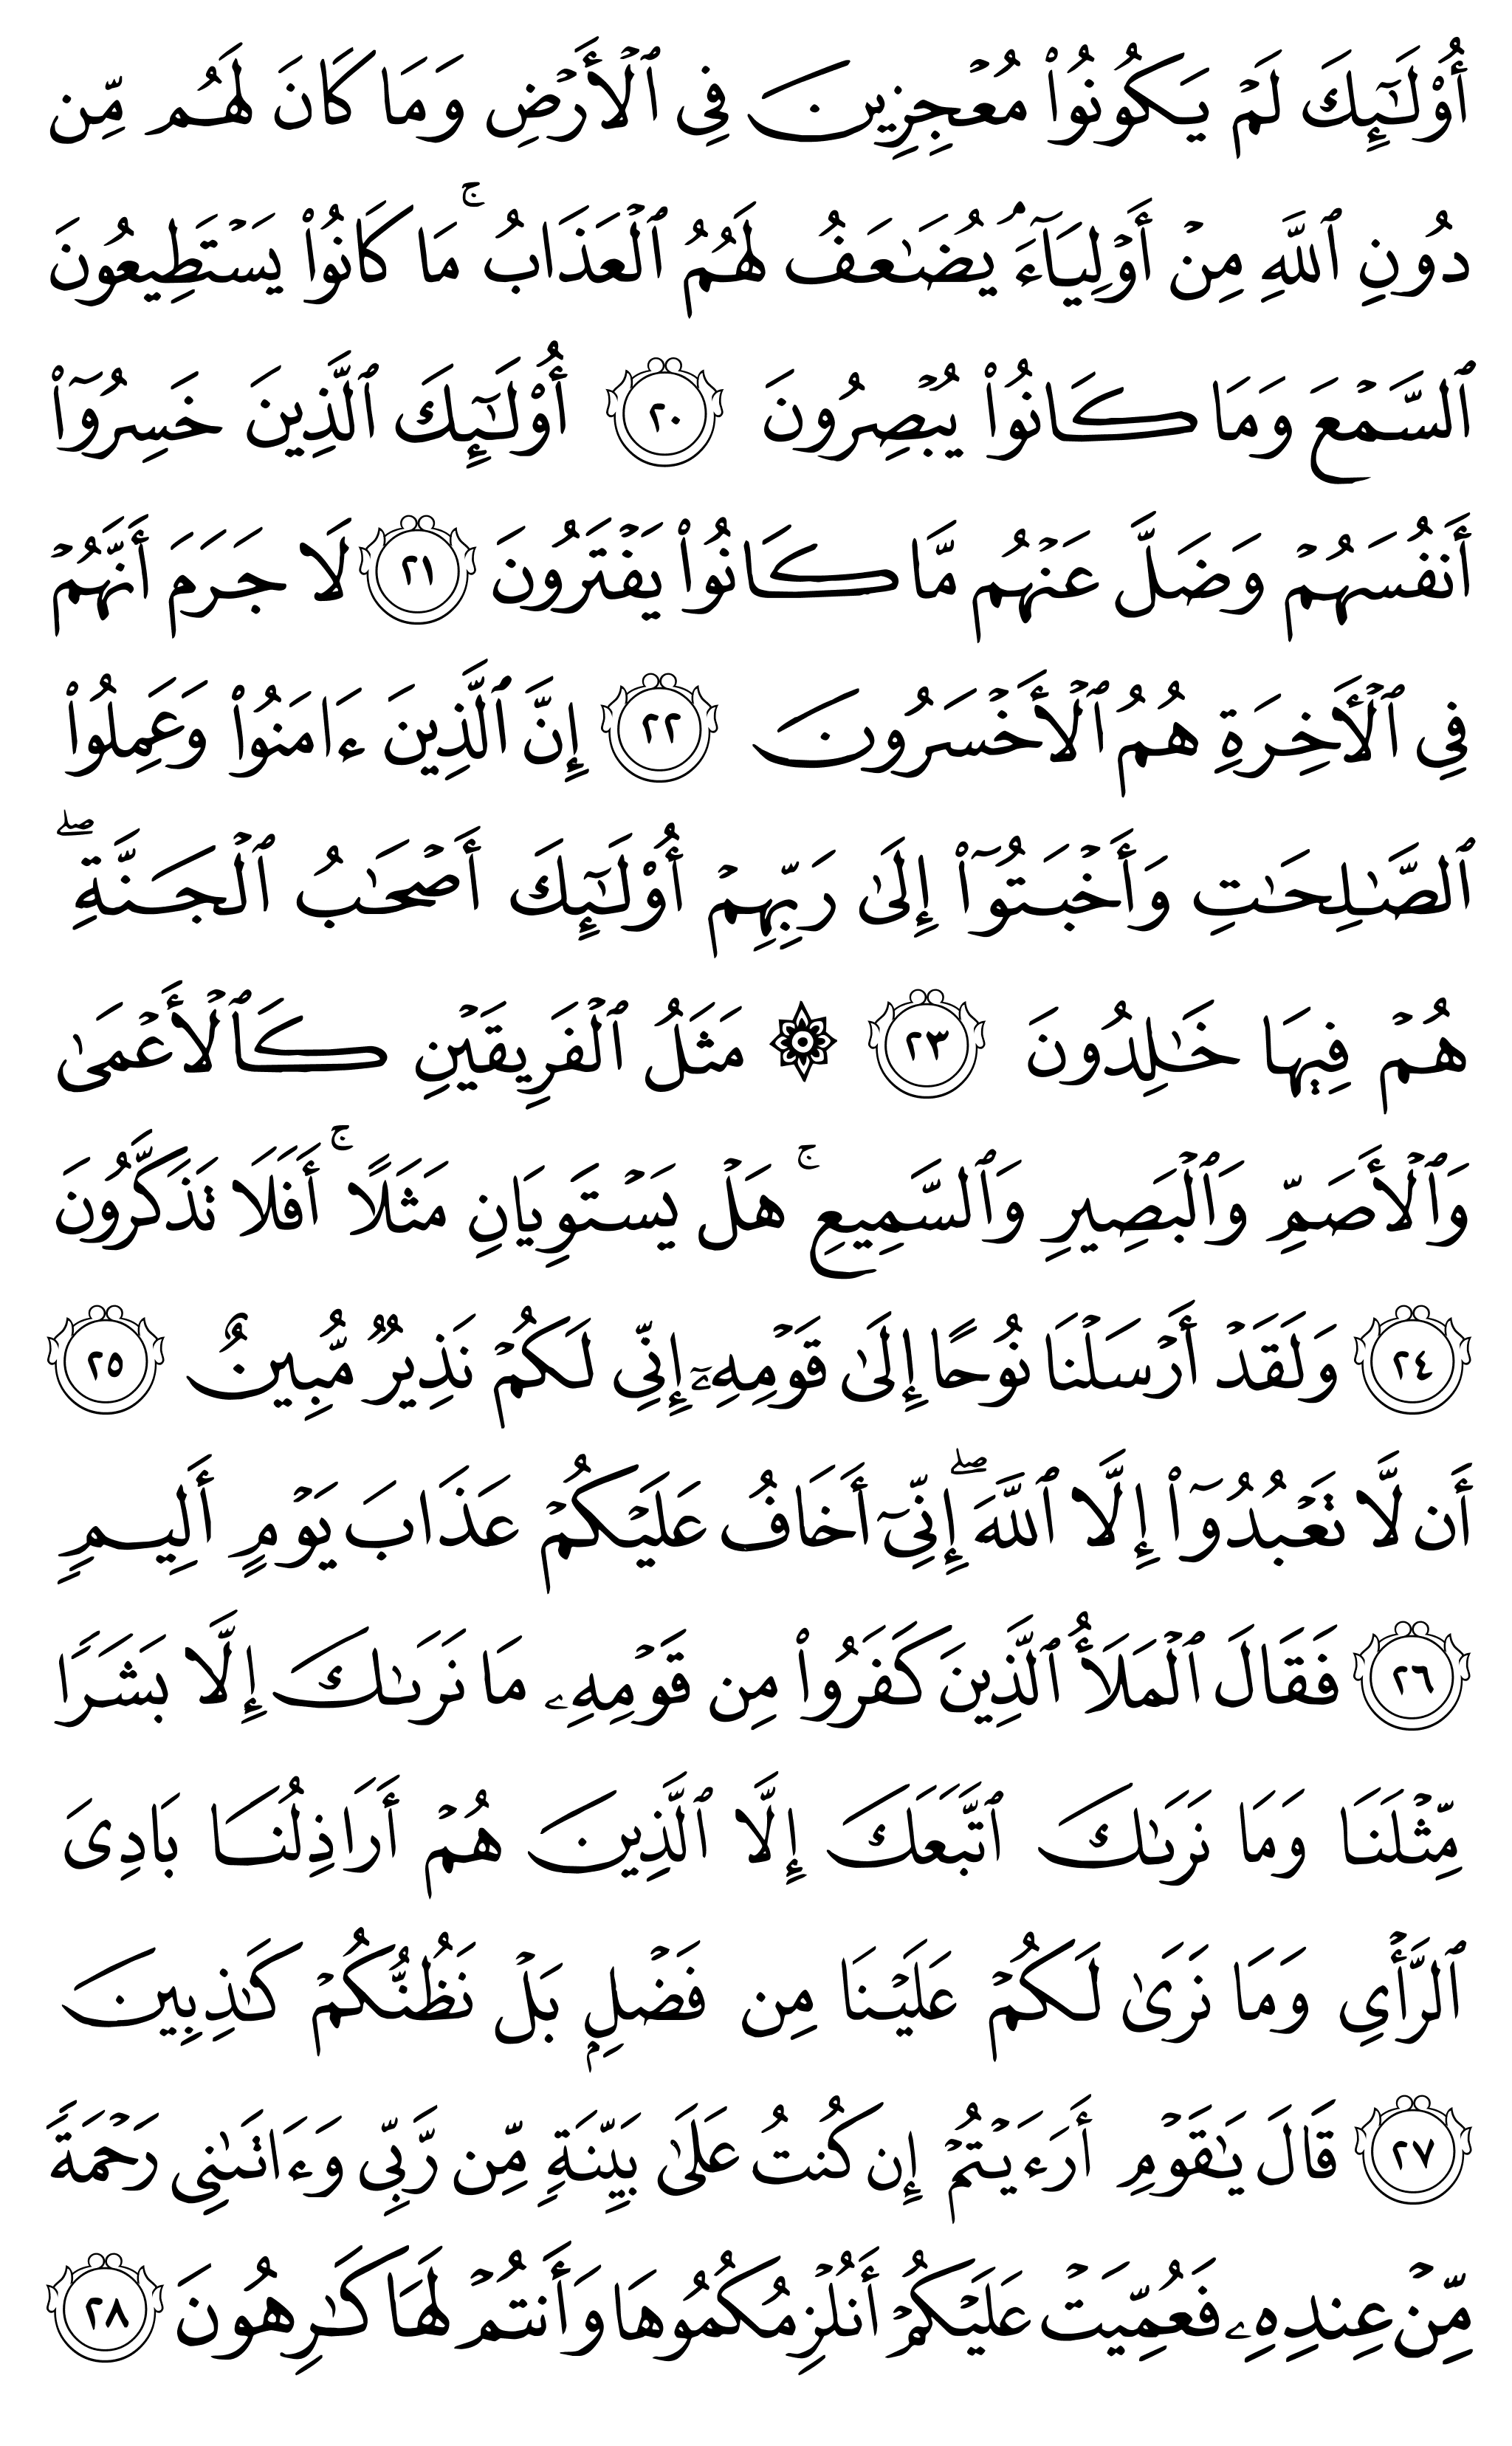 أُو۟لَـٰٓئِكَ لَمْ يَكُونُوا۟ مُعْجِزِينَ فِى ٱلْأَرْضِ وَمَا كَانَ لَهُم مِّن
دُونِ ٱللَّهِ مِنْ أَوْلِيَآءَ ۘ يُضَـٰعَفُ لَهُمُ ٱلْعَذَابُ ۚ مَا كَانُوا۟ يَسْتَطِيعُونَ
ٱلسَّمْعَ وَمَا كَانُوا۟ يُبْصِرُونَ ٢٠ أُو۟لَـٰٓئِكَ ٱلَّذِينَ خَسِرُوٓا۟
أَنفُسَهُمْ وَضَلَّ عَنْهُم مَّا كَانُوا۟ يَفْتَرُونَ ٢١ لَا جَرَمَ أَنَّهُمْ
فِى ٱلْـَٔاخِرَةِ هُمُ ٱلْأَخْسَرُونَ ٢٢ إِنَّ ٱلَّذِينَ ءَامَنُوا۟ وَعَمِلُوا۟
ٱلصَّـٰلِحَـٰتِ وَأَخْبَتُوٓا۟ إِلَىٰ رَبِّهِمْ أُو۟لَـٰٓئِكَ أَصْحَـٰبُ ٱلْجَنَّةِ ۖ
هُمْ فِيهَا خَـٰلِدُونَ ٢٣ ۞ مَثَلُ ٱلْفَرِيقَيْنِ كَٱلْأَعْمَىٰ
وَٱلْأَصَمِّ وَٱلْبَصِيرِ وَٱلسَّمِيعِ ۚ هَلْ يَسْتَوِيَانِ مَثَلًا ۚ أَفَلَا تَذَكَّرُونَ
٢٤ وَلَقَدْ أَرْسَلْنَا نُوحًا إِلَىٰ قَوْمِهِۦٓ إِنِّى لَكُمْ نَذِيرٌ مُّبِينٌ ٢٥
أَن لَّا تَعْبُدُوٓا۟ إِلَّا ٱللَّهَ ۖ إِنِّىٓ أَخَافُ عَلَيْكُمْ عَذَابَ يَوْمٍ أَلِيمٍ
٢٦ فَقَالَ ٱلْمَلَأُ ٱلَّذِينَ كَفَرُوا۟ مِن قَوْمِهِۦ مَا نَرَىٰكَ إِلَّا بَشَرًا
مِّثْلَنَا وَمَا نَرَىٰكَ ٱتَّبَعَكَ إِلَّا ٱلَّذِينَ هُمْ أَرَاذِلُنَا بَادِىَ
ٱلرَّأْىِ وَمَا نَرَىٰ لَكُمْ عَلَيْنَا مِن فَضْلٍۭ بَلْ نَظُنُّكُمْ كَـٰذِبِينَ
٢٧ قَالَ يَـٰقَوْمِ أَرَءَيْتُمْ إِن كُنتُ عَلَىٰ بَيِّنَةٍ مِّن رَّبِّى وَءَاتَىٰنِى رَحْمَةً
مِّنْ عِندِهِۦ فَعُمِّيَتْ عَلَيْكُمْ أَنُلْزِمُكُمُوهَا وَأَنتُمْ لَهَا كَـٰرِهُونَ ٢٨